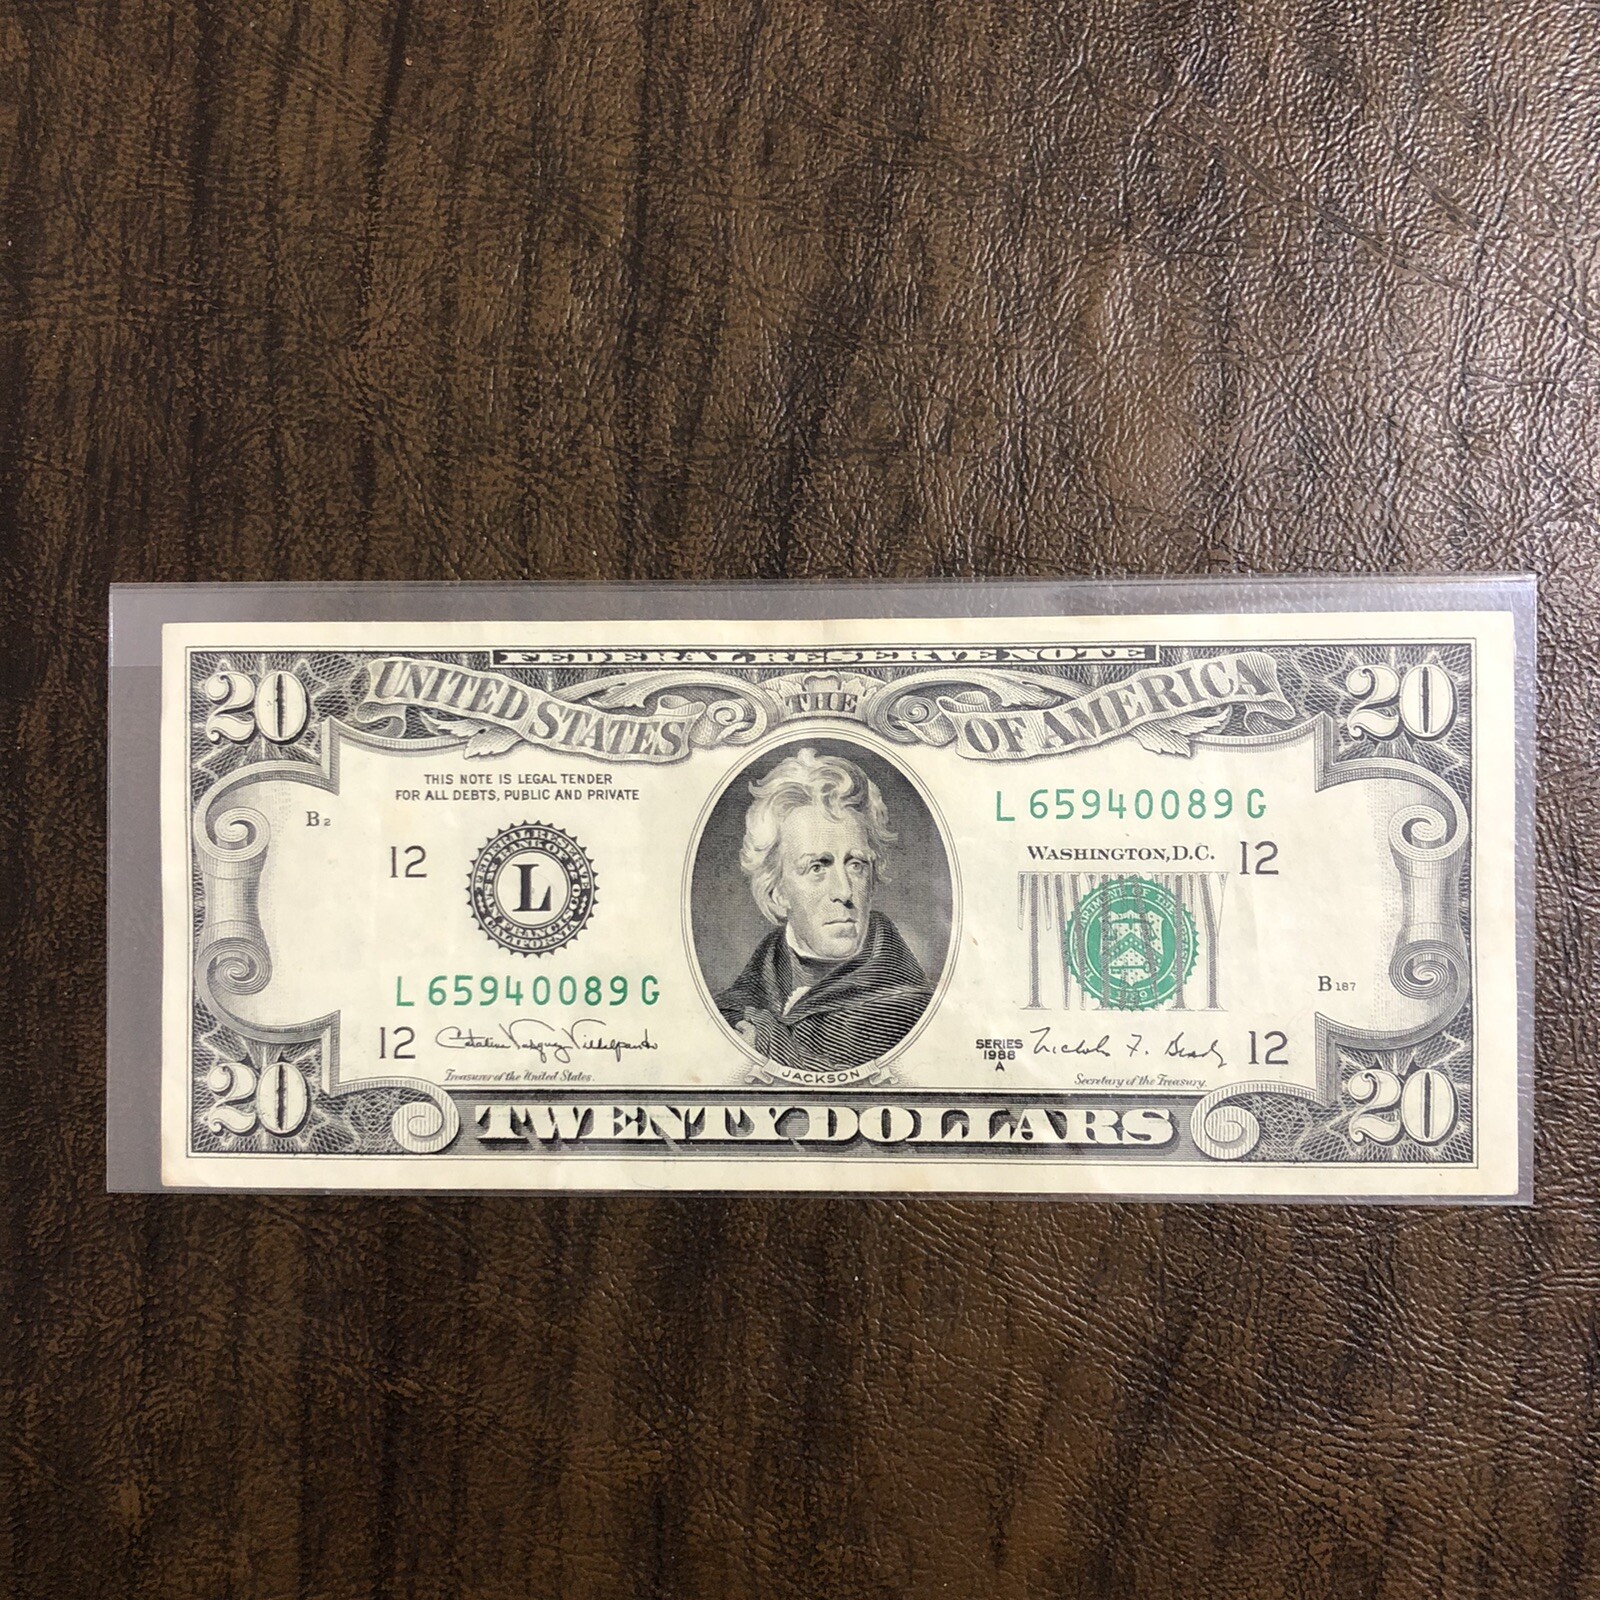 FEDERAL RESERVE NOTE
20 UNITED STATES THE OF AMERICA 20
THIS NOTE IS LEGAL TENDER
FOR ALL DEBTS, PUBLIC AND PRIVATE
L 65940089 G
B2
12
L
WASHINGTON, D.C. 12
L 65940089 G
B187
12
Series
1988
A
Nicholas F. Brady
12
Treasurer of the United States.
JACKSON
Secretary of the Treasury.
20 TWENTY DOLLARS 20